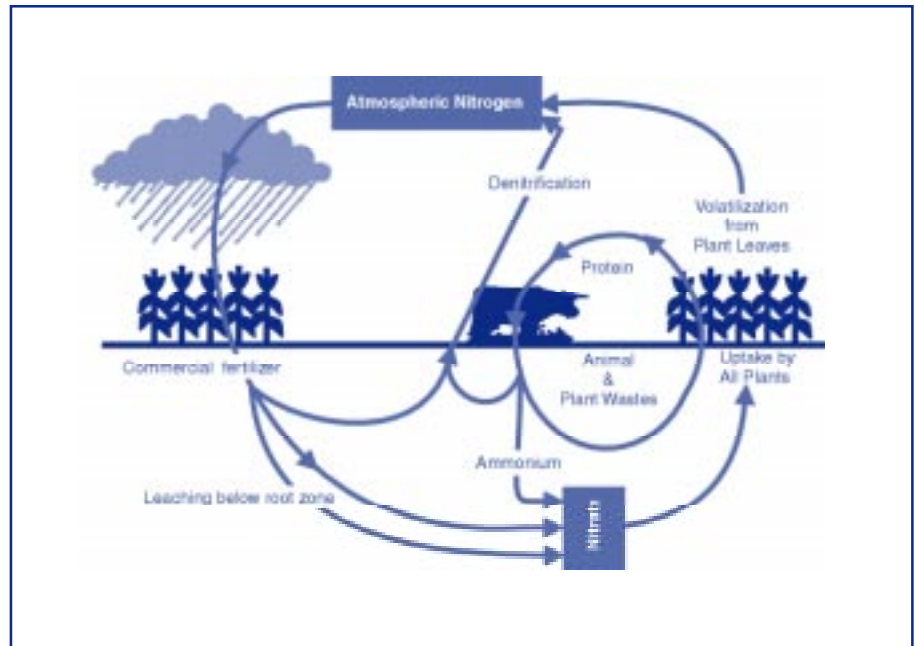 Atmospheric Nitrogen
Denitrification
Volatilization
from
Plant Leaves
Protein
Commercial fertilizer
Animal
&
Plant Wastes
Uptake by
All Plants
Ammonium
Leaching below root zone
Nitrate